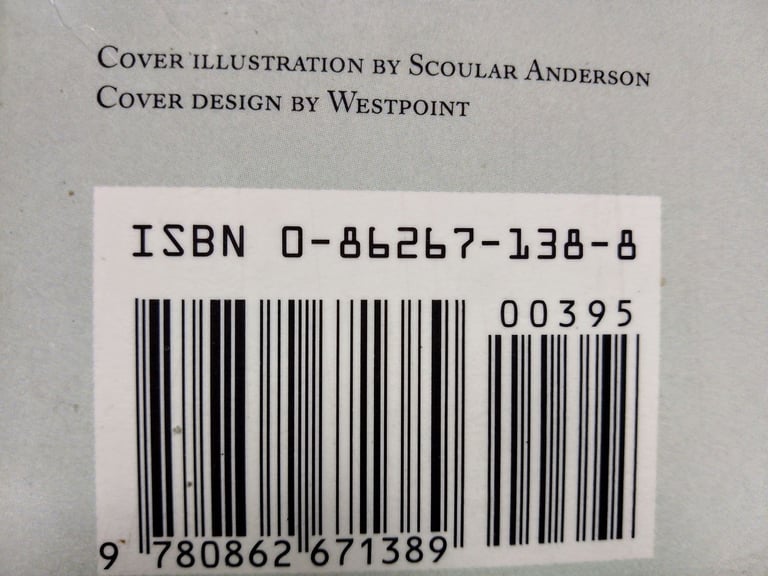 Cover illustration by Scoular Anderson
Cover design by Westpoint
ISBN 0-86267-138-8
00395
9 780862 671389